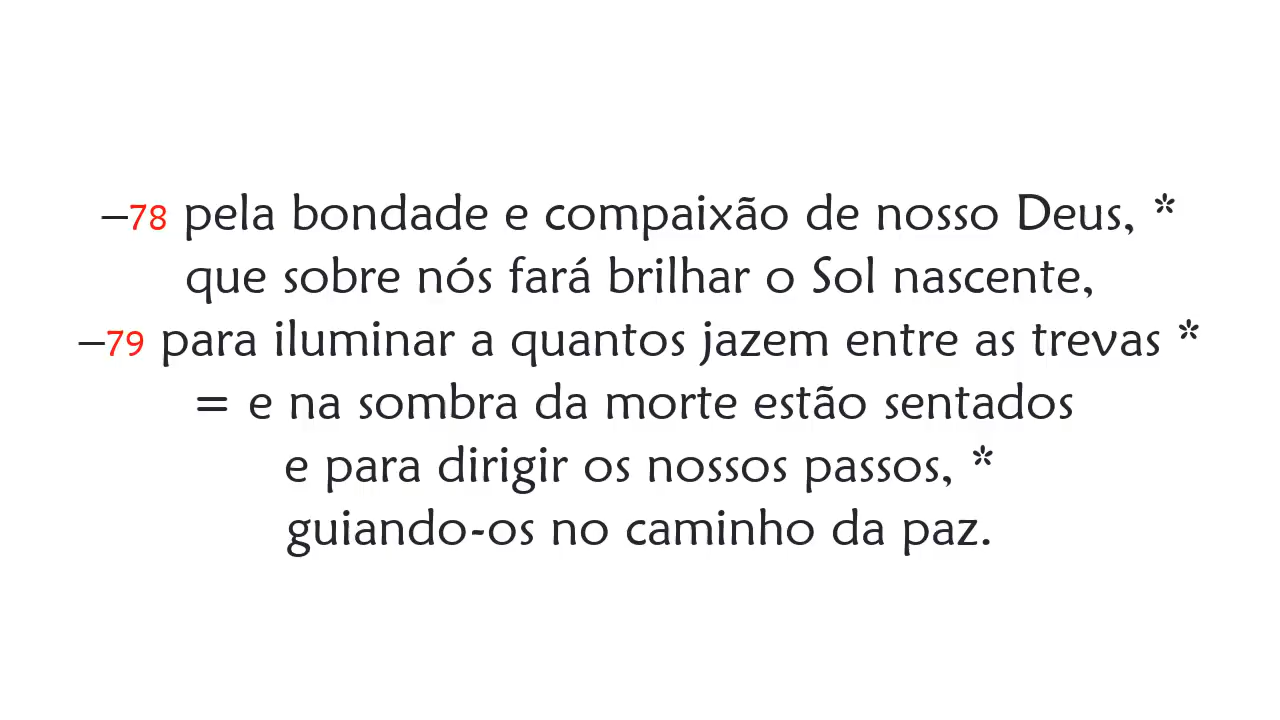 –78 pela bondade e compaixão de nosso Deus, *
que sobre nós fará brilhar o Sol nascente,
–79 para iluminar a quantos jazem entre as trevas *
= e na sombra da morte estão sentados
e para dirigir os nossos passos, *
guiando-os no caminho da paz.